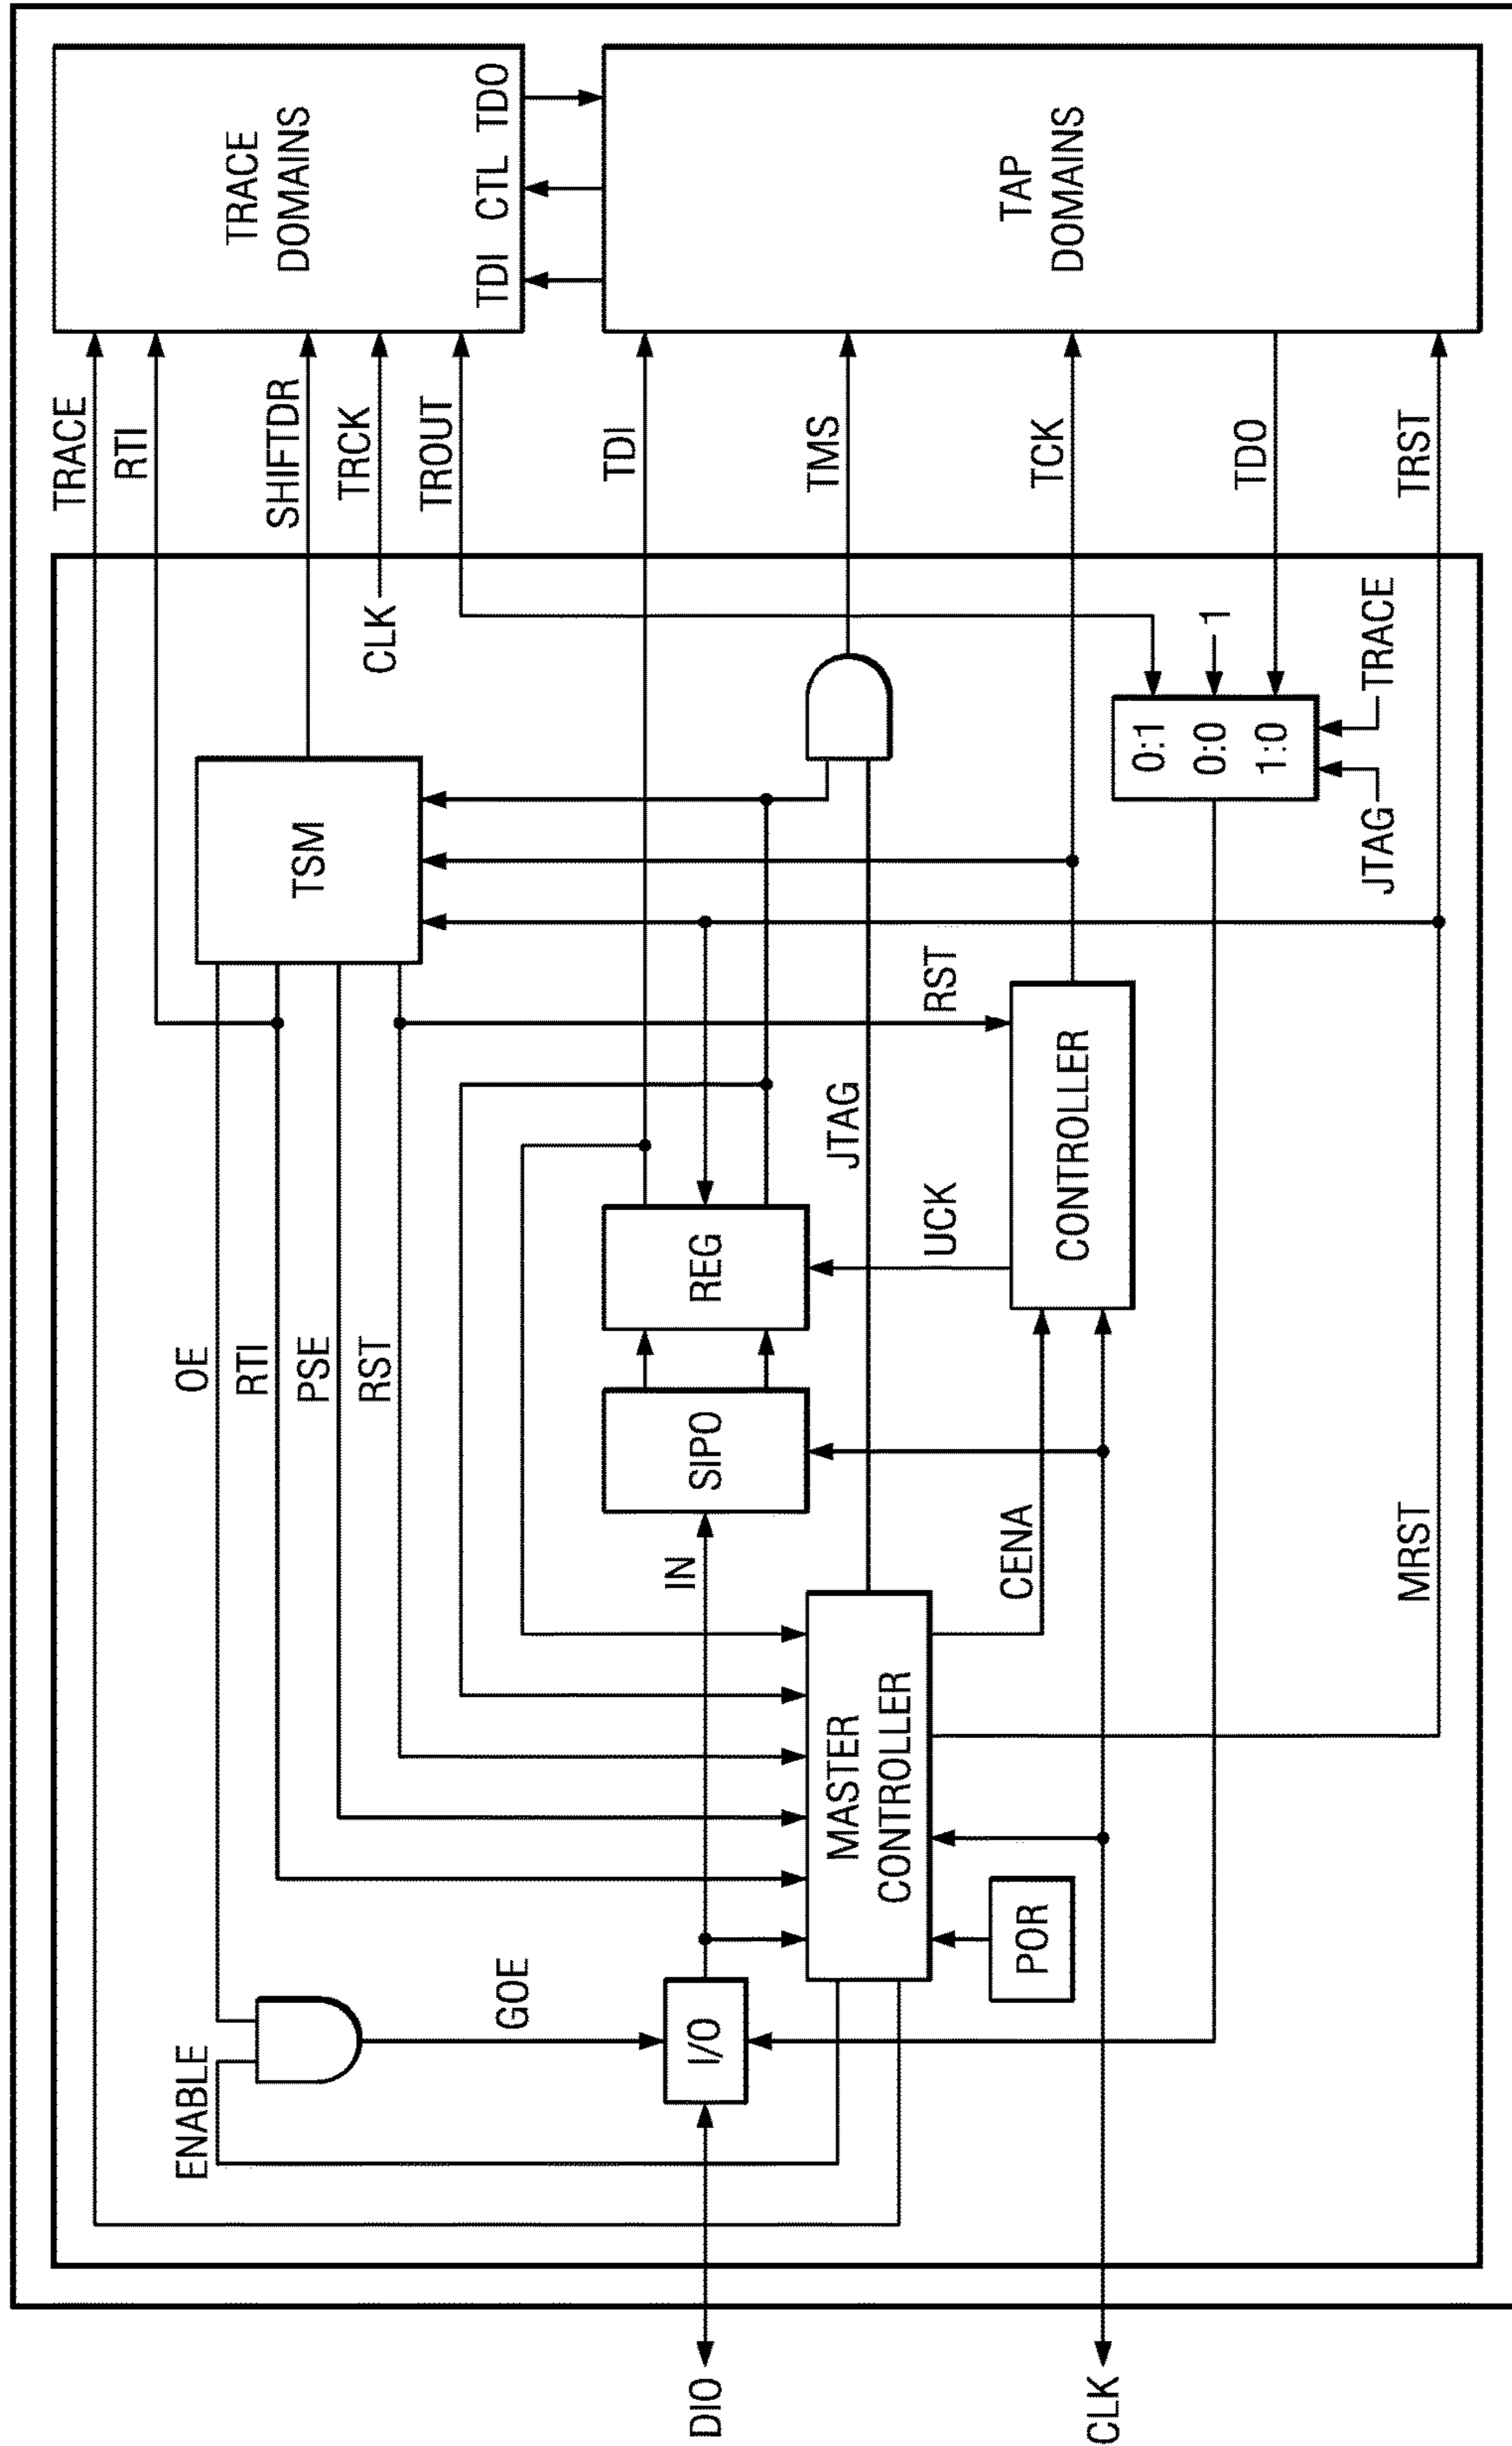 DIO
CLK
ENABLE
GOE
I/O
POR
MASTER
CONTROLLER
OE
RTI
PSE
RST
IN
SIPO
REG
CENA
MRST
UCK
CONTROLLER
JTAG
RST
TSM
CLK
0:1
0:0
1:0
1
JTAG
TRACE
TRACE
RTI
SHIFTDR
TRCK
TROUT
TDI
TMS
TCK
TDO
TRST
TRACE
DOMAINS
TDI CTL TDO
TAP
DOMAINS